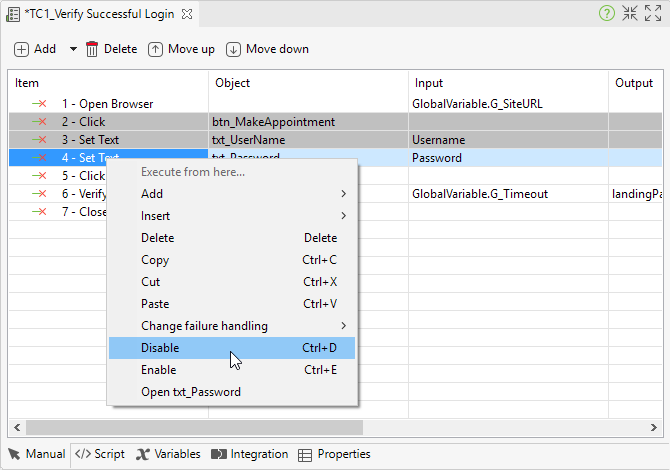 *TC1_Verify Successful Login
Add Delete Move up Move down
Item Object Input Output
1 - Open Browser GlobalVariable.G_SiteURL
2 - Click btn_MakeAppointment
3 - Set Text txt_UserName Username
4 - Set Text txt_Password Password
5 - Click
6 - Verify GlobalVariable.G_Timeout landingPa
7 - Close
Execute from here...
Add
Insert
Delete Delete
Copy Ctrl+C
Cut Ctrl+X
Paste Ctrl+V
Change failure handling
Disable Ctrl+D
Enable Ctrl+E
Open txt_Password
Manual </> Script Variables Integration Properties